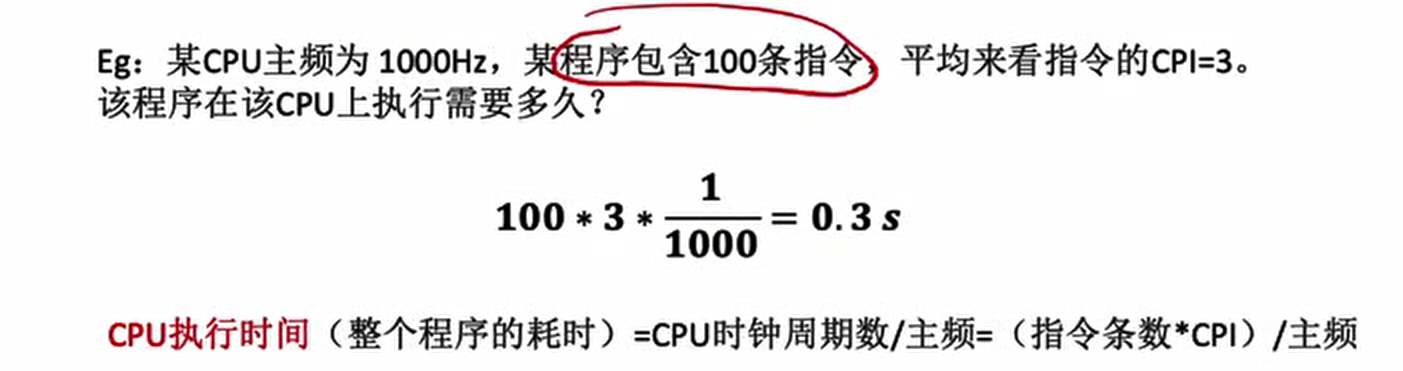 Eg：某CPU主频为 1000Hz，某程序包含100条指令， 平均来看指令的CPI=3。
该程序在该CPU上执行需要多久？
100 * 3 * 1/1000 = 0.3 s
CPU执行时间（整个程序的耗时）=CPU时钟周期数/主频=（指令条数*CPI）/主频